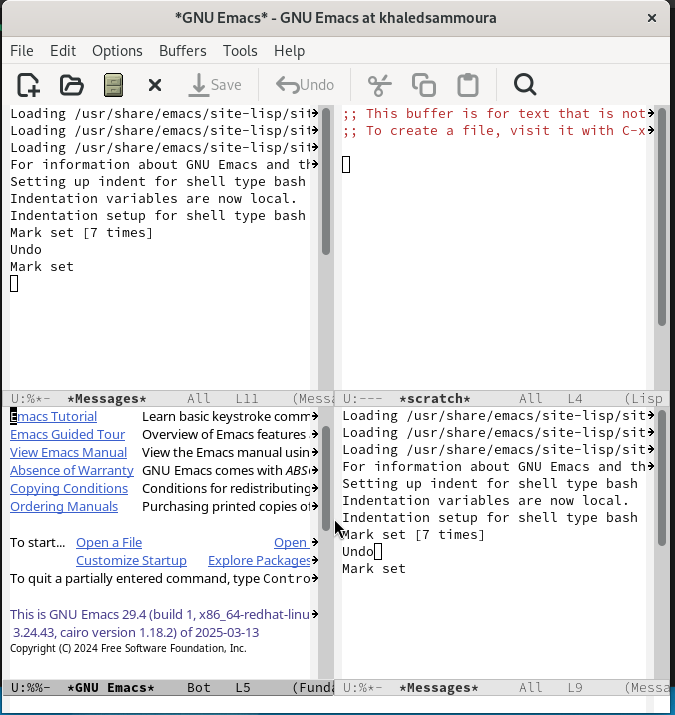 *GNU Emacs* - GNU Emacs at khaledsammoura
File Edit Options Buffers Tools Help
Save Undo
Loading /usr/share/emacs/site-lisp/sit
Loading /usr/share/emacs/site-lisp/sit
Loading /usr/share/emacs/site-lisp/sit
For information about GNU Emacs and th
Setting up indent for shell type bash
Indentation variables are now local.
Indentation setup for shell type bash
Mark set [7 times]
Undo
Mark set
U:%*- *Messages* All L11 (Messa
;; This buffer is for text that is not
;; To create a file, visit it with C-x
U:--- *scratch* All L4 (Lisp
Emacs Tutorial Learn basic keystroke comm
Emacs Guided Tour Overview of Emacs features
View Emacs Manual View the Emacs manual usin
Absence of Warranty GNU Emacs comes with ABS
Copying Conditions Conditions for redistributing
Ordering Manuals Purchasing printed copies of
To start... Open a File Open
Customize Startup Explore Packages
To quit a partially entered command, type Contro
This is GNU Emacs 29.4 (build 1, x86_64-redhat-linu
3.24.43, cairo version 1.18.2) of 2025-03-13
Copyright (C) 2024 Free Software Foundation, Inc.
U:%%- *GNU Emacs* Bot L5 (Funda
Loading /usr/share/emacs/site-lisp/sit
Loading /usr/share/emacs/site-lisp/sit
Loading /usr/share/emacs/site-lisp/sit
For information about GNU Emacs and th
Setting up indent for shell type bash
Indentation variables are now local.
Indentation setup for shell type bash
Mark set [7 times]
Undo
Mark set
U:%*- *Messages* All L9 (Messa